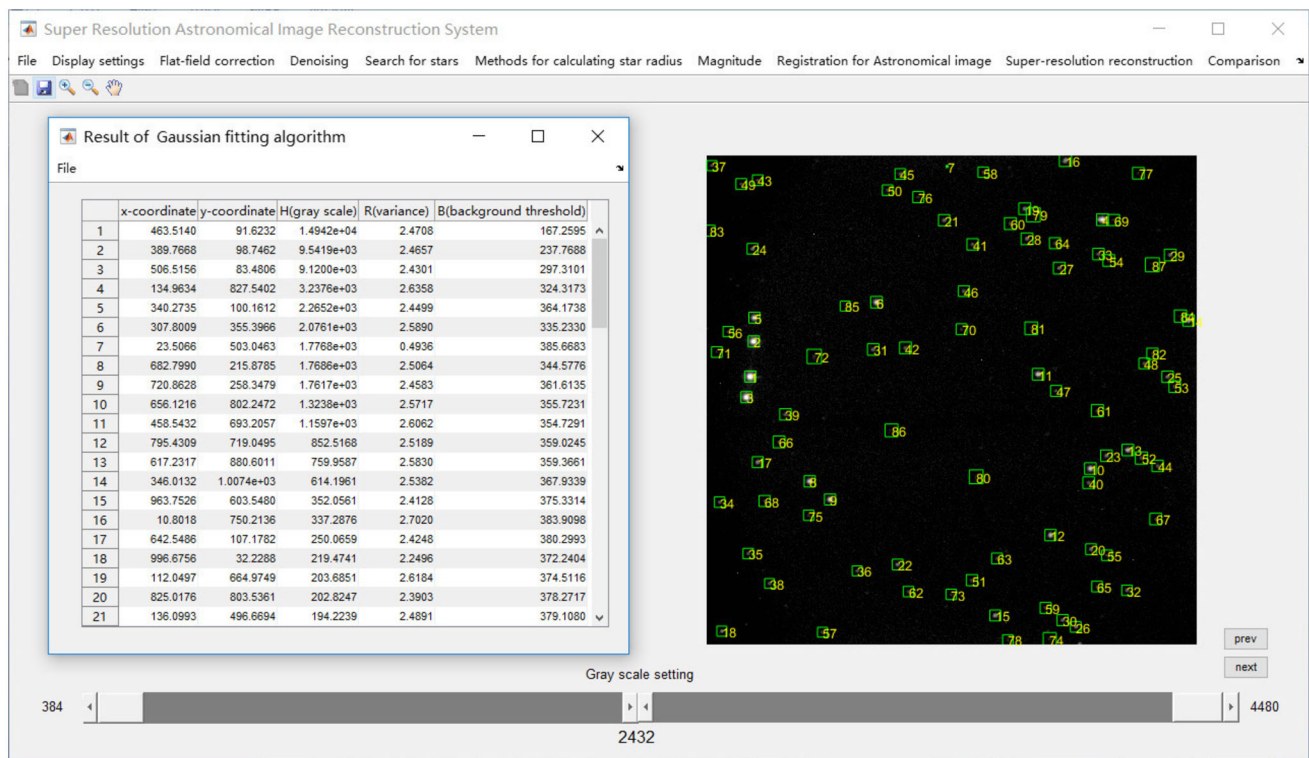 Super Resolution Astronomical Image Reconstruction System
File Display settings Flat-field correction Denoising Search for stars Methods for calculating star radius Magnitude Registration for Astronomical image Super-resolution reconstruction Comparison
Result of Gaussian fitting algorithm
File
x-coordinate y-coordinate H(gray scale) R(variance) B(background threshold)
1 463.5140 91.6232 1.4942e+04 2.4708 167.2595
2 389.7668 98.7462 9.5419e+03 2.4657 237.7688
3 506.5156 83.4806 9.1200e+03 2.4301 297.3101
4 134.9634 827.5402 3.2376e+03 2.6358 324.3173
5 340.2735 100.1612 2.2652e+03 2.4499 364.1738
6 307.8009 355.3966 2.0761e+03 2.5890 335.2330
7 23.5066 503.0463 1.7768e+03 0.4936 385.6683
8 682.7990 215.8785 1.7686e+03 2.5064 344.5776
9 720.8628 258.3479 1.7617e+03 2.4583 361.6135
10 656.1216 802.2472 1.3238e+03 2.5717 355.7231
11 458.5432 693.2057 1.1597e+03 2.6062 354.7291
12 795.4309 719.0495 852.5168 2.5189 359.0245
13 617.2317 880.6011 759.9587 2.5830 359.3661
14 346.0132 1.0074e+03 614.1961 2.5382 367.9339
15 963.7526 603.5480 352.0561 2.4128 375.3314
16 10.8018 750.2136 337.2876 2.7020 383.9098
17 642.5486 107.1782 250.0659 2.4248 380.2993
18 996.6756 32.2288 219.4741 2.2496 372.2404
19 112.0497 664.9749 203.6851 2.6184 374.5116
20 825.0176 803.5361 202.8247 2.3903 378.2717
21 136.0993 496.6694 194.2239 2.4891 379.1080
37 16
49 43 45 7 58 77
50 76
83 21 60 19 79 4 69
24 41 28 64 33 54 29
27 87
46
85 6
5 84 14
56 70 81
71 2 72 31 42 82
48
1 11 25
3 47 53
39 61
66 86
17 23 13 52 44
8 80 10 40
34 68 9
75 67
12
35 63 20 55
38 36 22 51
62 73 65 32
15 59 30
18 57 78 74 26
prev
next
Gray scale setting
384 4480
2432